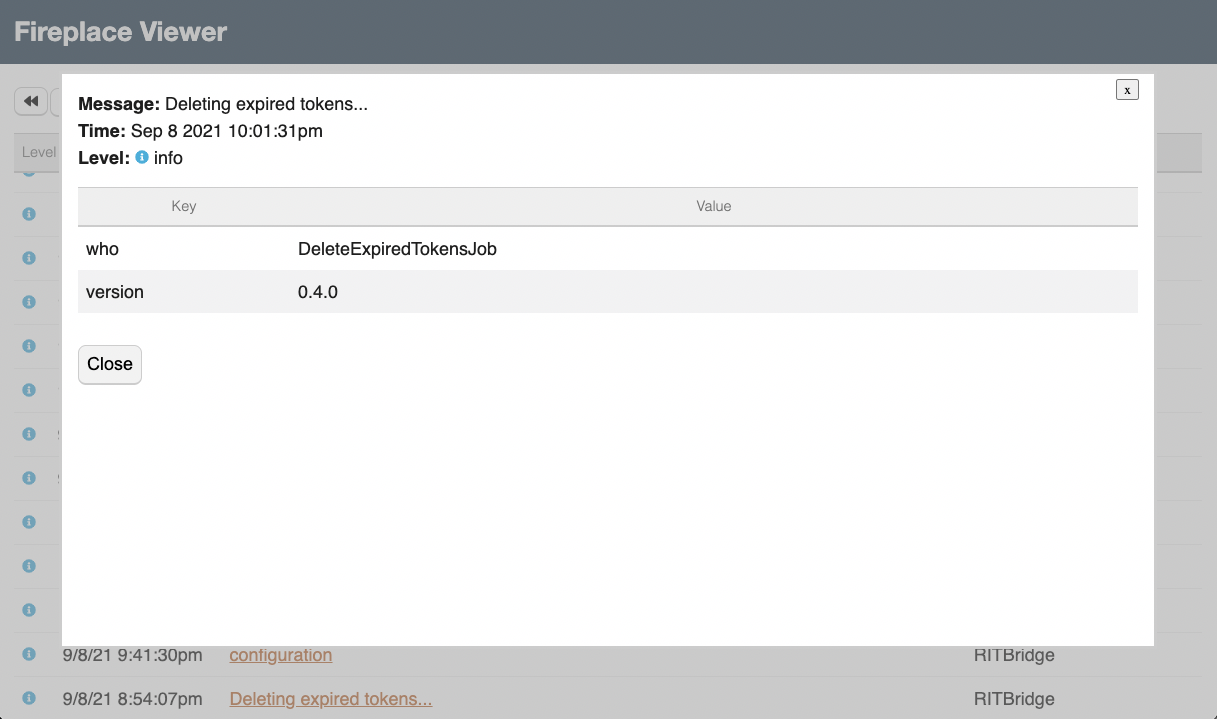 Fireplace Viewer
x
Message: Deleting expired tokens...
Time: Sep 8 2021 10:01:31pm
Level: info
Level
Key Value
who DeleteExpiredTokensJob
version 0.4.0
Close
9/8/21 9:41:30pm configuration RITBridge
9/8/21 8:54:07pm Deleting expired tokens... RITBridge